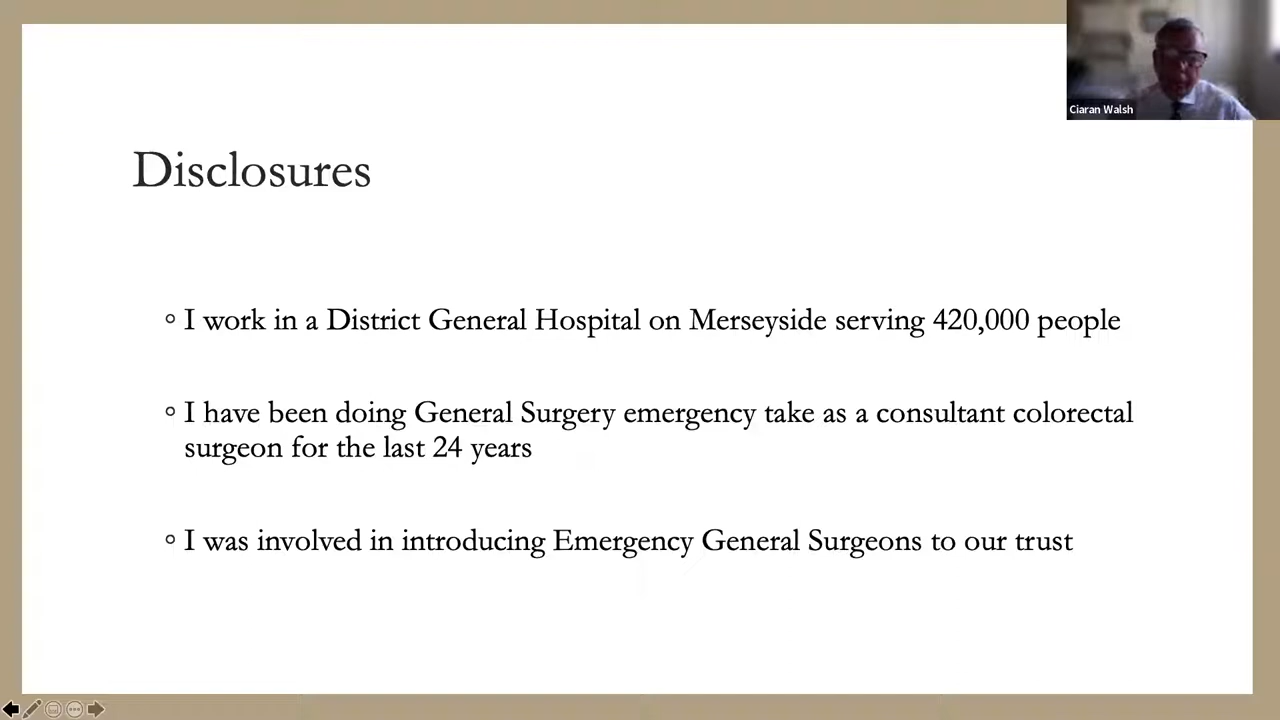 Ciaran Walsh
Disclosures
I work in a District General Hospital on Merseyside serving 420,000 people
I have been doing General Surgery emergency take as a consultant colorectal
surgeon for the last 24 years
I was involved in introducing Emergency General Surgeons to our trust